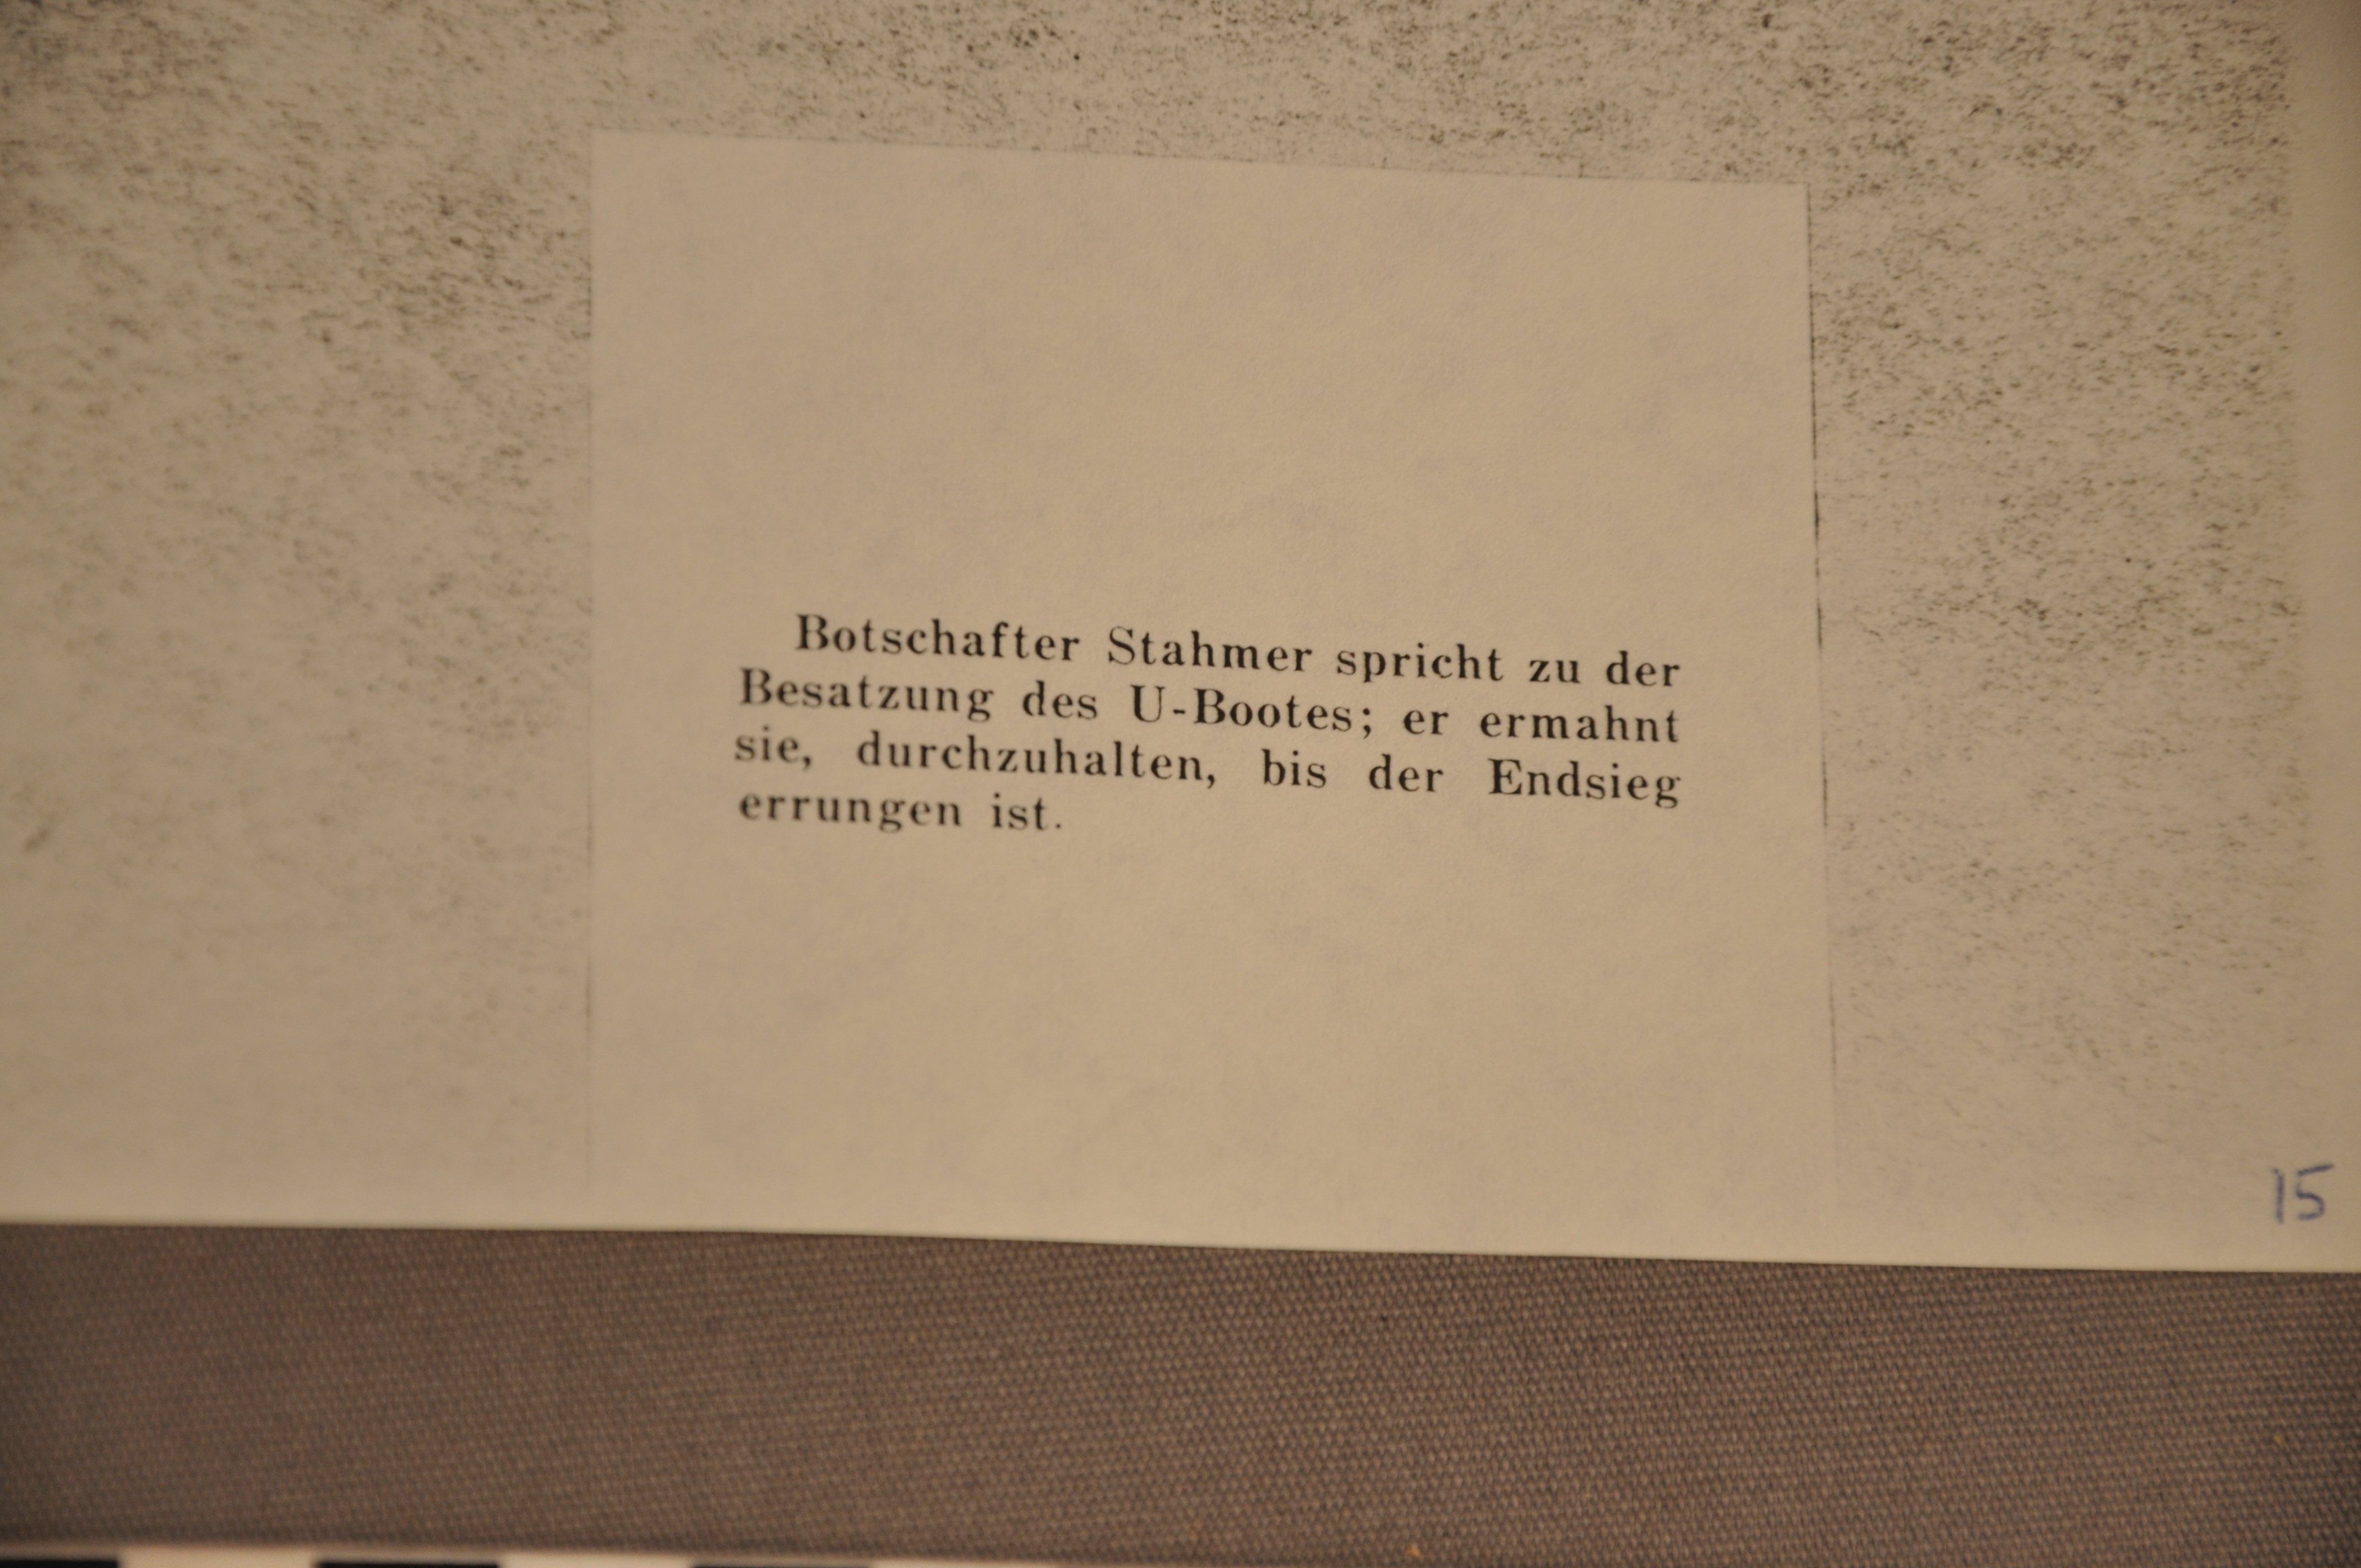 Botschafter Stahmer spricht zu der
Besatzung des U-Bootes; er ermahnt
sie, durchzuhalten, bis der Endsieg
errungen ist.
15